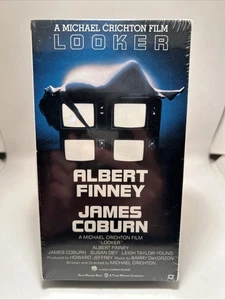 A MICHAEL CRICHTON FILM
LOOKER
ALBERT
FINNEY
JAMES
COBURN
A MICHAEL CRICHTON FILM
"LOOKER"
ALBERT FINNEY
JAMES COBURN SUSAN DEY LEIGH TAYLOR-YOUNG
Produced by HOWARD JEFFREY Music by BARRY DeVORZON
Written and Directed by MICHAEL CRICHTON